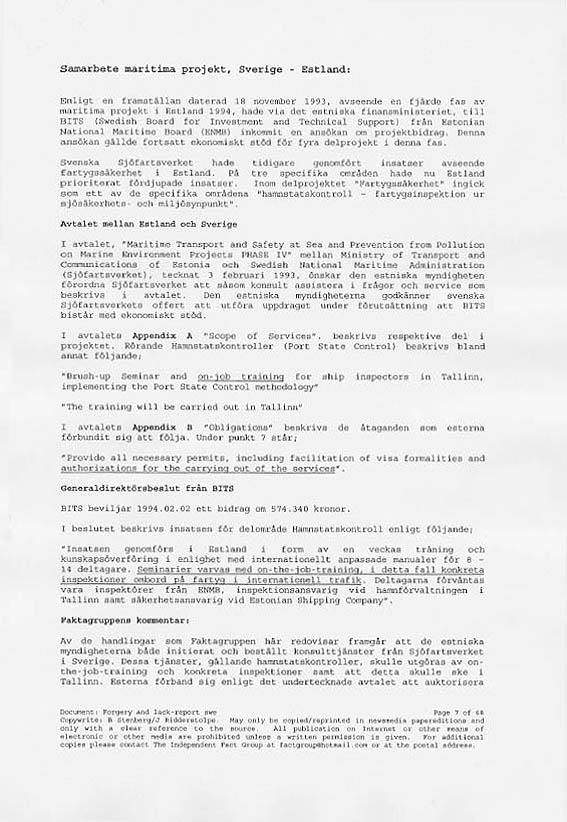 Samarbete maritima projekt, Sverige - Estland:
Enligt en framställan daterad 18 november 1993, avseende en fjärde fas av
maritima projekt i Estland 1994, hade via det estniska finansministeriet, till
BITS (Swedish Board for Investment and Technical Support) från Estonian
National Maritime Board (ENMB) inkommit en ansökan om projektbidrag. Denna
ansökan gällde fortsatt ekonomiskt stöd för fyra delprojekt i denna fas.
Svenska Sjöfartsverket hade tidigare genomfört insatser avseende
fartygssäkerhet i Estland. På tre specifika områden hade nu Estland
prioriterat fördjupade insatser. Inom delprojektet "Fartygssäkerhet" ingick
som ett av de specifika områdena "hamnstatskontroll - fartygsinspektion ur
sjösäkerhets- och miljösynpunkt".
Avtalet mellan Estland och Sverige
I avtalet, "Maritime Transport and Safety at Sea and Prevention from Pollution
on Marine Environment Projects PHASE IV" mellan Ministry of Transport and
Communications of Estonia och Swedish National Maritime Administration
(Sjöfartsverket), tecknat 3 februari 1993, önskar den estniska myndigheten
förordna Sjöfartsverket att såsom konsult assistera i frågor och service som
beskrivs i avtalet. Den estniska myndigheterna godkänner svenska
Sjöfartsverkets offert att utföra uppdraget under förutsättning att BITS
bistår med ekonomiskt stöd.
I avtalets Appendix A "Scope of Services". beskrivs respektive del i
projektet. Rörande Hamnstatskontroller (Port State Control) beskrivs bland
annat följande;
"Brush-up Seminar and on-job training for ship inspectors in Tallinn,
implementing the Port State Control methodology"
"The training will be carried out in Tallinn"
I avtalets Appendix B "Obligations" beskrivs de åtaganden som esterna
förbundit sig att följa. Under punkt 7 står;
"Provide all necessary permits, including facilitation of visa formalities and
authorizations for the carrying out of the services".
Generaldirektörsbeslut från BITS
BITS beviljar 1994.02.02 ett bidrag om 574.340 kronor.
I beslutet beskrivs insatsen för delområde Hamnstatskontroll enligt följande;
"Insatsen genomförs i Estland i form av en veckas träning och
kunskapsöverföring i enlighet med internationellt anpassade manualer för 8 -
14 deltagare. Seminarier varvas med on-the-job-training, i detta fall konkreta
inspektioner ombord på fartyg i internationell trafik. Deltagarna förväntas
vara inspektörer från ENMB, inspektionsansvarig vid hamnförvaltningen i
Tallinn samt säkerhetsansvarig vid Estonian Shipping Company".
Faktagruppens kommentar:
Av de handlingar som Faktagruppen här redovisar framgår att de estniska
myndigheterna både initierat och beställt konsulttjänster från Sjöfartsverket
i Sverige. Dessa tjänster, gällande hamnstatskontroller, skulle utgöras av on-
the-job-training och konkreta inspektioner samt att detta skulle ske i
Tallinn. Esterna förband sig enligt det undertecknade avtalet att auktorisera
Document: Forgery and lack-report swe Page 7 of 68
Copywrite: B Stenberg/J Ridderstolpe. May only be copied/reprinted in newsmedia papereditions and
only with a clear reference to the source. All publication on Internet or other means of
electronic or other media are prohibited unless a written permission is given. For additional
copies please contact The Independent Fact Group at factgroup@hotmail.com or at the postal address.